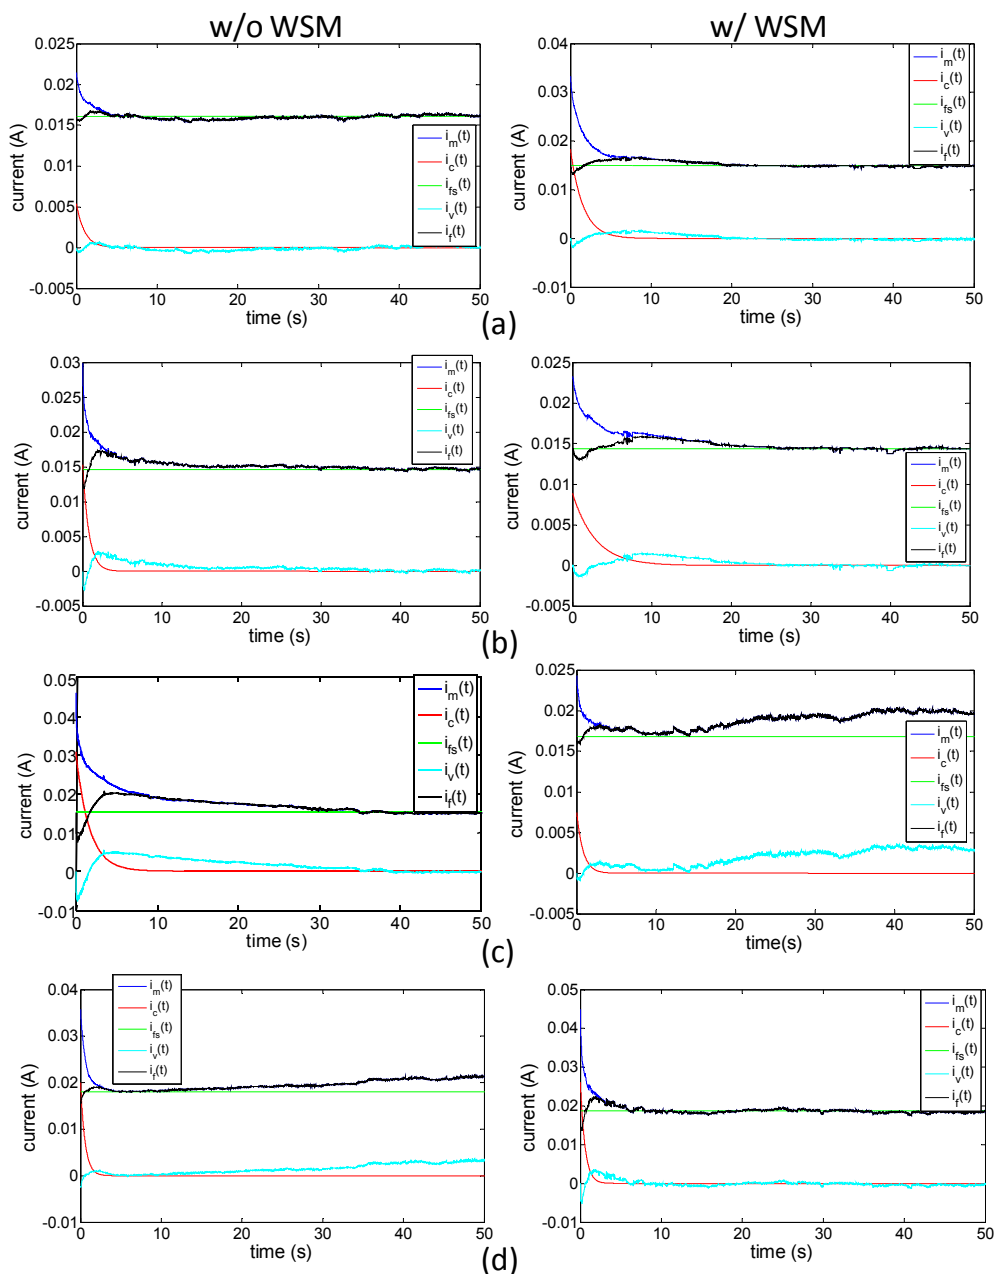 w/o WSM
w/ WSM
0.025
0.02
0.015
0.01
0.005
0
-0.005
current (A)
0 10 20 30 40 50
time (s)
i_m(t)
i_c(t)
i_fs(t)
i_v(t)
i_f(t)
0.04
0.03
0.02
0.01
0
-0.01
current (A)
0 10 20 30 40 50
time (s)
i_m(t)
i_c(t)
i_fs(t)
i_v(t)
i_f(t)
(a)
0.03
0.025
0.02
0.015
0.01
0.005
0
-0.005
current (A)
0 10 20 30 40 50
time (s)
i_m(t)
i_c(t)
i_fs(t)
i_v(t)
i_f(t)
0.025
0.02
0.015
0.01
0.005
0
-0.005
current (A)
0 10 20 30 40 50
time (s)
i_m(t)
i_c(t)
i_fs(t)
i_v(t)
i_f(t)
(b)
0.05
0.04
0.03
0.02
0.01
0
-0.01
current (A)
0 10 20 30 40 50
time (s)
i_m(t)
i_c(t)
i_fs(t)
i_v(t)
i_f(t)
0.025
0.02
0.015
0.01
0.005
0
-0.005
current (A)
0 10 20 30 40 50
time(s)
i_m(t)
i_c(t)
i_fs(t)
i_v(t)
i_f(t)
(c)
0.04
0.03
0.02
0.01
0
-0.01
current (A)
0 10 20 30 40 50
time (s)
i_m(t)
i_c(t)
i_fs(t)
i_v(t)
i_f(t)
0.05
0.04
0.03
0.02
0.01
0
-0.01
current (A)
0 10 20 30 40 50
time (s)
i_m(t)
i_c(t)
i_fs(t)
i_v(t)
i_f(t)
(d)